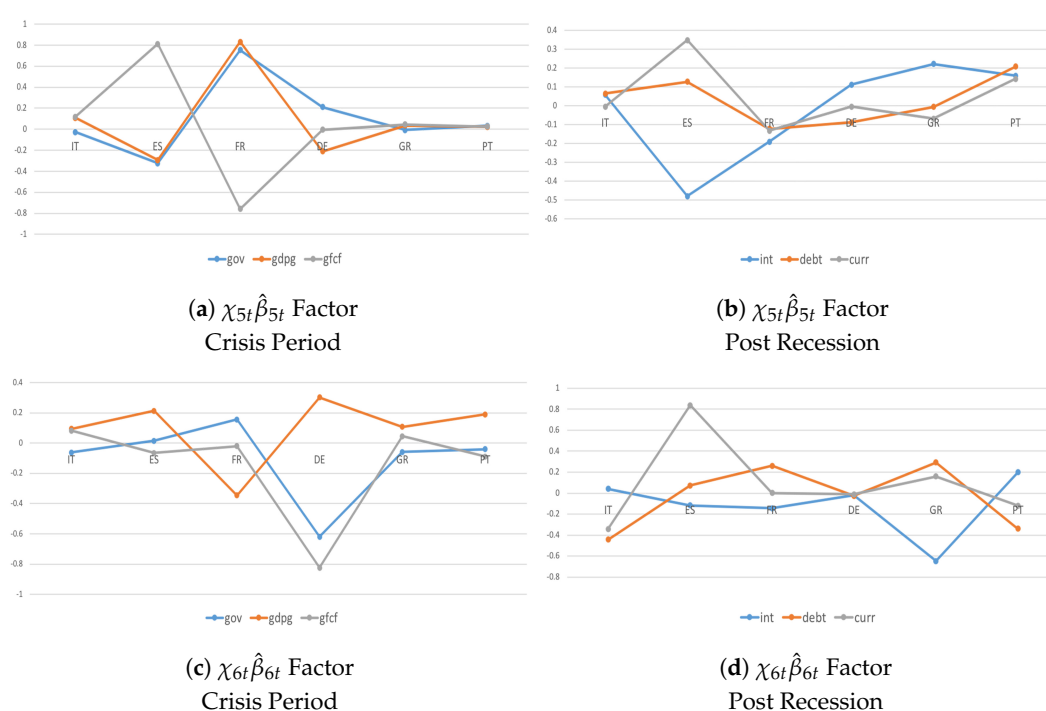 1
0.8
0.6
0.4
0.2
0
-0.2
-0.4
-0.6
-0.8
-1
IT ES FR DE GR PT
gov gdpg gfcf
(a) χ5tβ̂5t Factor
Crisis Period
0.4
0.3
0.2
0.1
0
-0.1
-0.2
-0.3
-0.4
-0.5
-0.6
IT ES FR DE GR PT
int debt curr
(b) χ5tβ̂5t Factor
Post Recession
0.4
0.2
0
-0.2
-0.4
-0.6
-0.8
-1
IT ES FR DE GR PT
gov gdpg gfcf
(c) χ6tβ̂6t Factor
Crisis Period
1
0.8
0.6
0.4
0.2
0
-0.2
-0.4
-0.6
-0.8
IT ES FR DE GR PT
int debt curr
(d) χ6tβ̂6t Factor
Post Recession